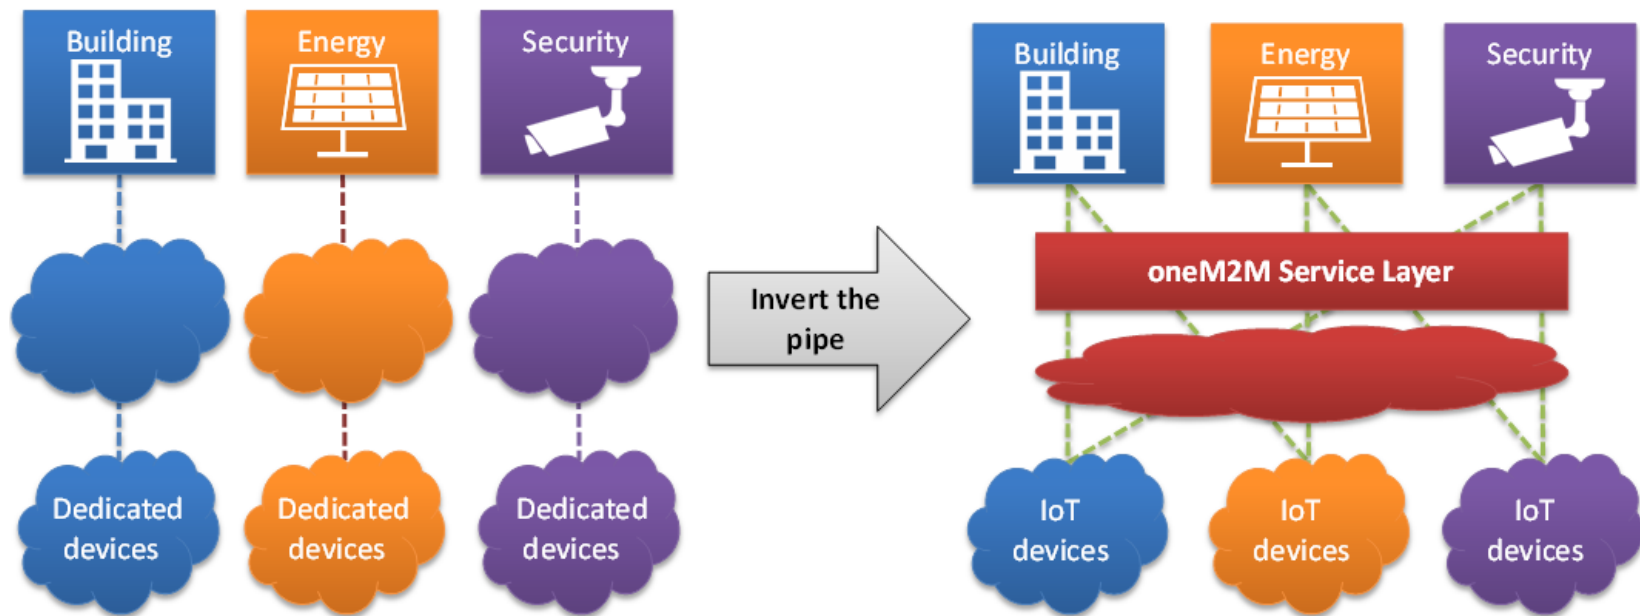 Building
Energy
Security
Dedicated
devices
Dedicated
devices
Dedicated
devices
Invert the
pipe
Building
Energy
Security
oneM2M Service Layer
IoT
devices
IoT
devices
IoT
devices